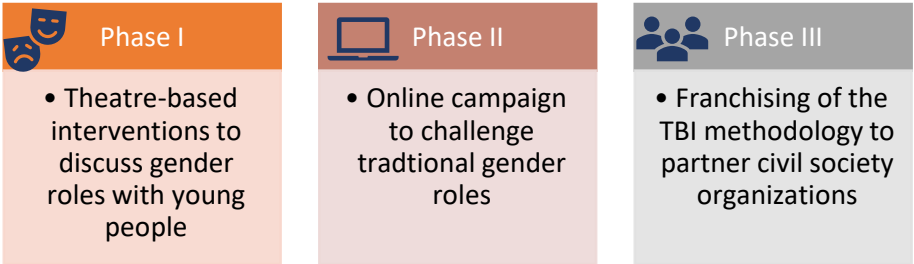 Phase I
• Theatre-based
interventions to
discuss gender
roles with young
people
Phase II
• Online campaign
to challenge
tradtional gender
roles
Phase III
• Franchising of the
TBI methodology to
partner civil society
organizations